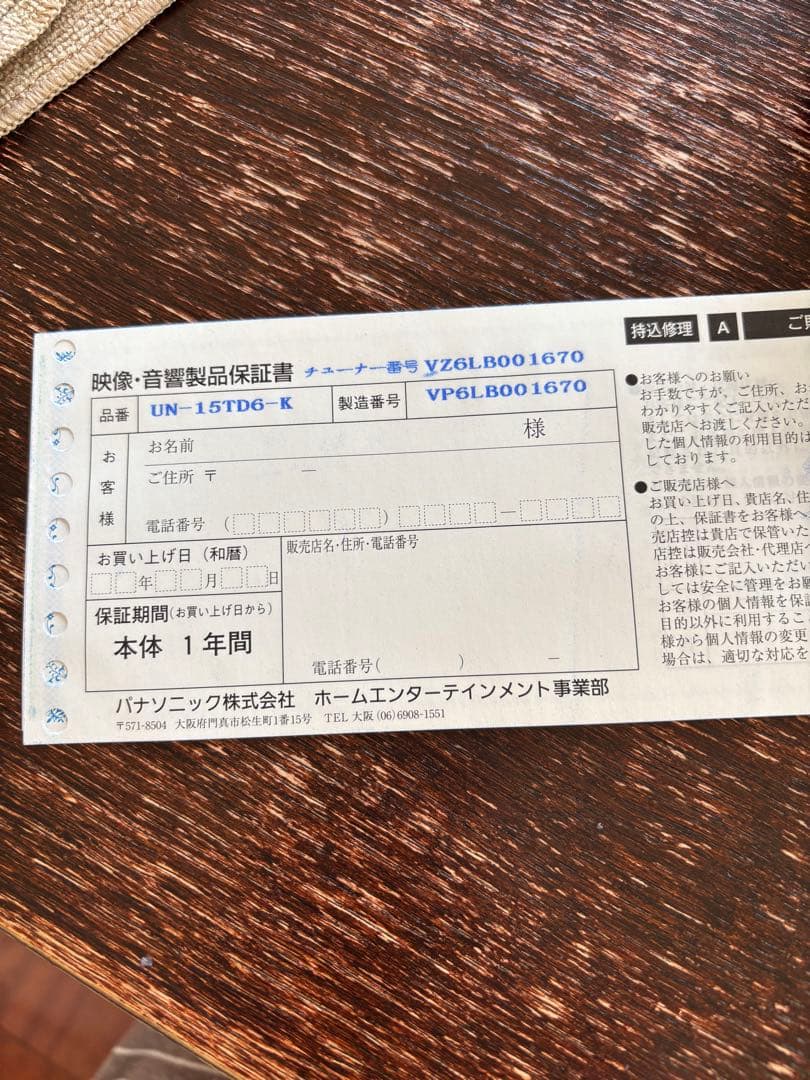 持込修理 A ご
映像・音響製品保証書 チューナー番号 VZ6LB001670
品番 UN-15TD6-K 製造番号 VP6LB001670
お客様
お名前 様
ご住所 〒 ―
電話番号 ( ) ―
お買い上げ日(和暦)
年 月 日
販売店名・住所・電話番号
保証期間(お買い上げ日から)
本体 1年間
電話番号( ) ―
パナソニック株式会社 ホームエンターテインメント事業部
〒571-8504 大阪府門真市松生町1番15号 TEL 大阪(06)6908-1551
●お客様へのお願い
お手数ですが、ご住所、お
わかりやすくご記入いただ
販売店へお渡しください。
した個人情報の利用目的は
しております。
●ご販売店様へ
お買い上げ日、貴店名、住
の上、保証書をお客様へ
売店控は貴店で保管いた
店控は販売会社・代理店
お客様にご記入いただい
しては安全に管理をお願
お客様の個人情報を保証
目的以外に利用するこ
様から個人情報の変更
場合は、適切な対応を